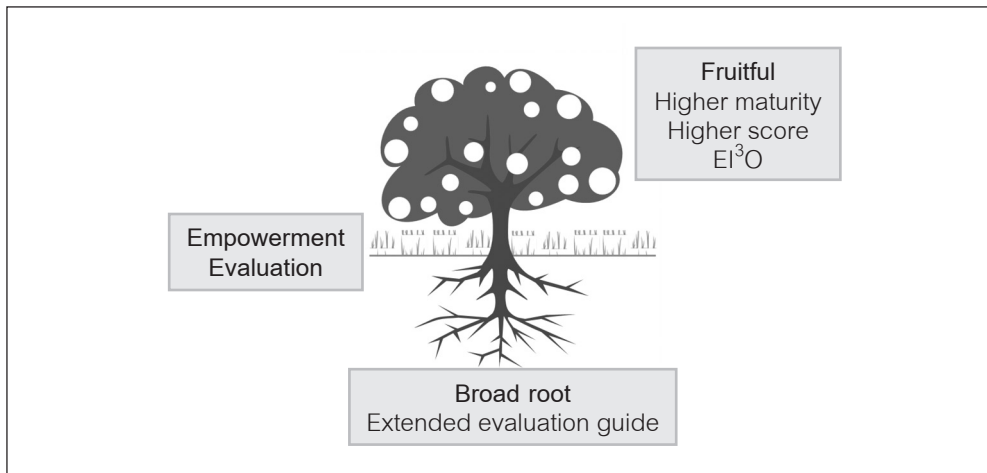 Fruitful
Higher maturity
Higher score
EI³O
Empowerment
Evaluation
Broad root
Extended evaluation guide